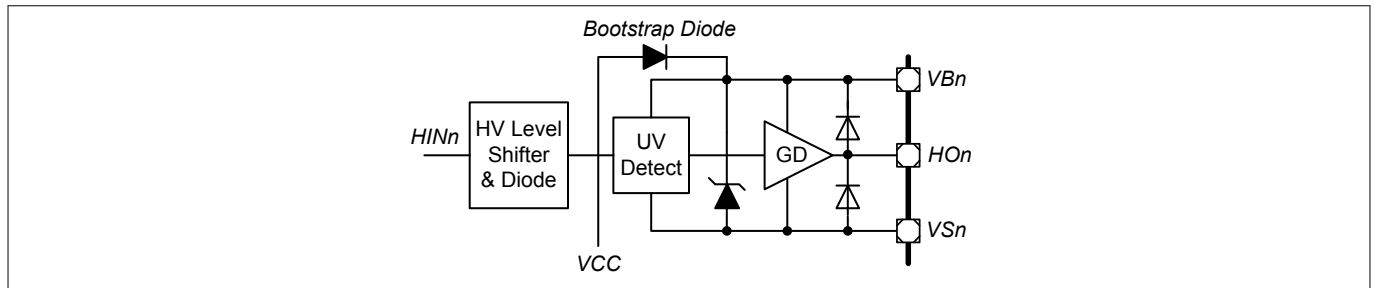 Bootstrap Diode
VBn
HINn
HV Level
Shifter
& Diode
UV
Detect
GD
HOn
VSn
VCC